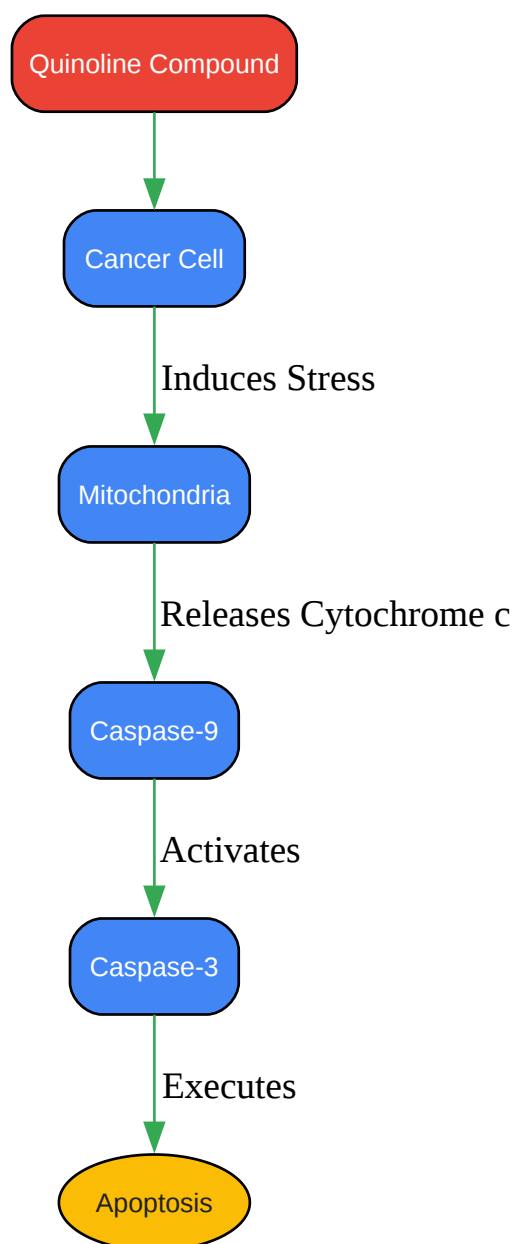 Quinoline Compound
Cancer Cell
Induces Stress
Mitochondria
Releases Cytochrome c
Caspase-9
Activates
Caspase-3
Executes
Apoptosis